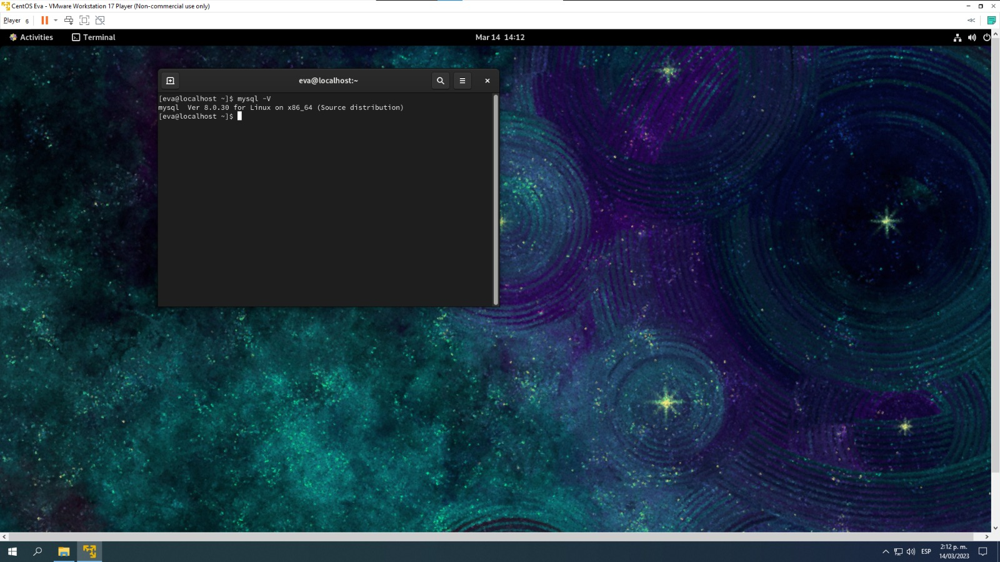 CentOS Eva - VMware Workstation 17 Player (Non-commercial use only)
Player 6
Activities Terminal Mar 14 14:12
eva@localhost:~
[eva@localhost ~]$ mysql -V
mysql  Ver 8.0.30 for Linux on x86_64 (Source distribution)
[eva@localhost ~]$
ESP
2:12 p. m.
14/03/2023